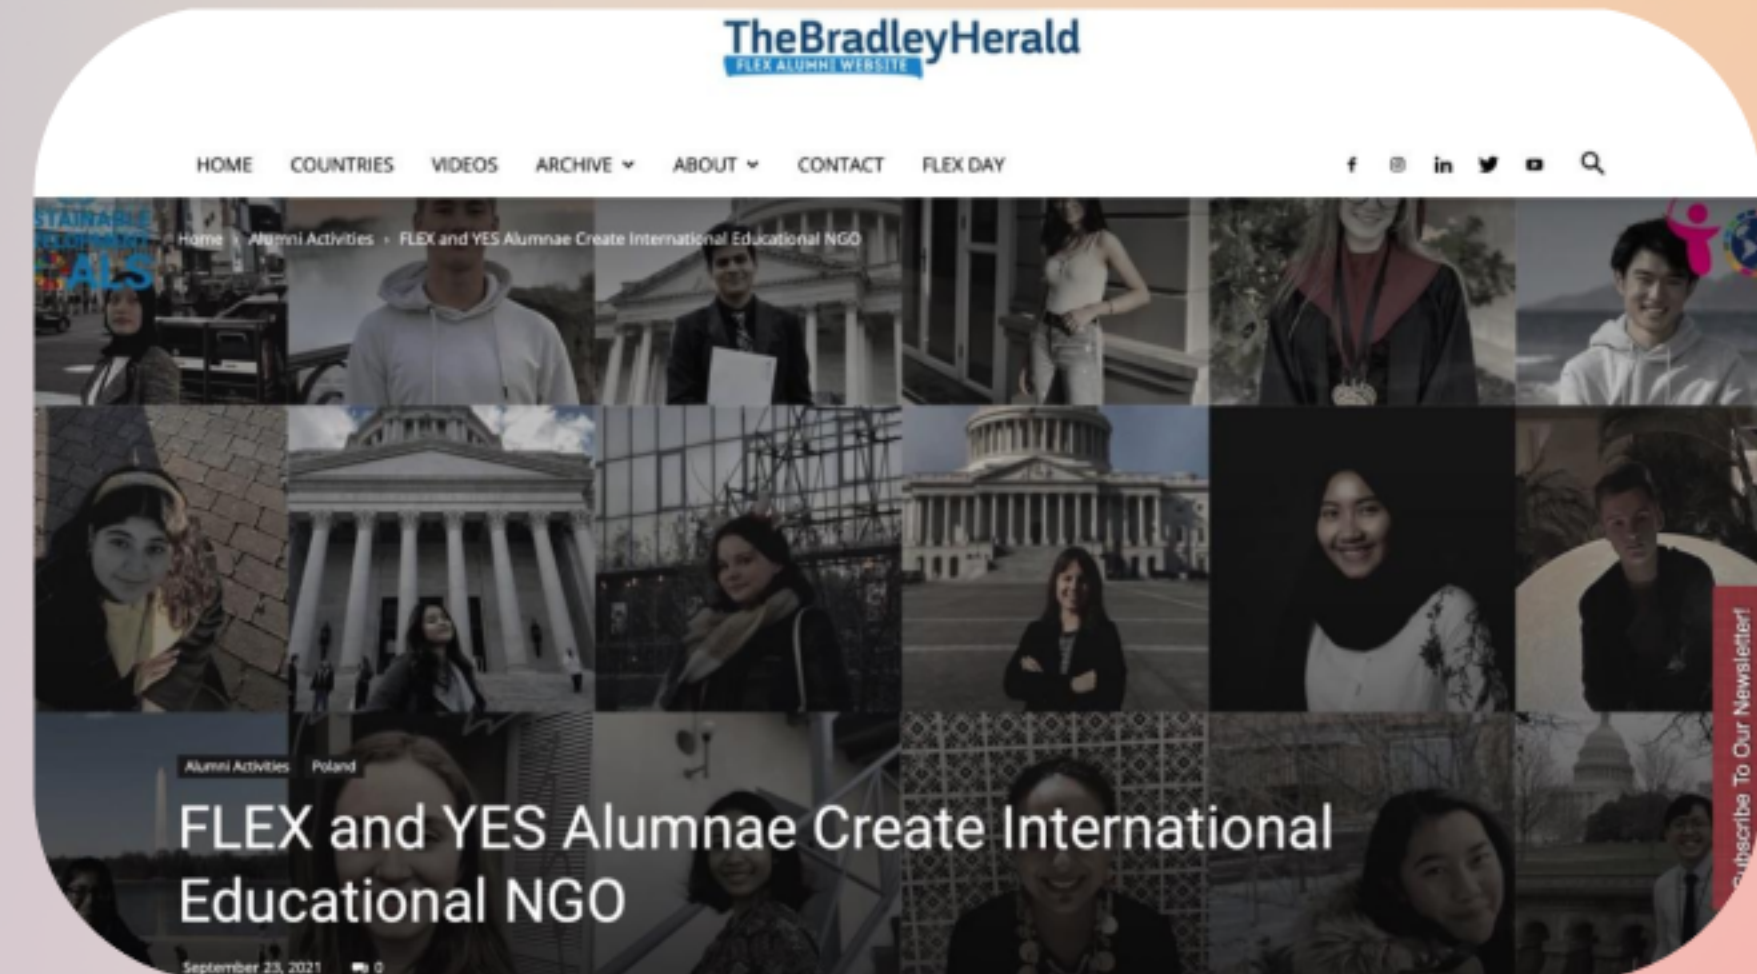 TheBradleyHerald
FLEX ALUMNI WEBSITE
HOME COUNTRIES VIDEOS ARCHIVE ABOUT CONTACT FLEX DAY
STAINABLE
Home › Alumni Activities › FLEX and YES Alumnae Create International Educational NGO
ALS
Subscribe To Our Newsletter!
Alumni Activities Poland
FLEX and YES Alumnae Create International
Educational NGO
September 23, 2021 0